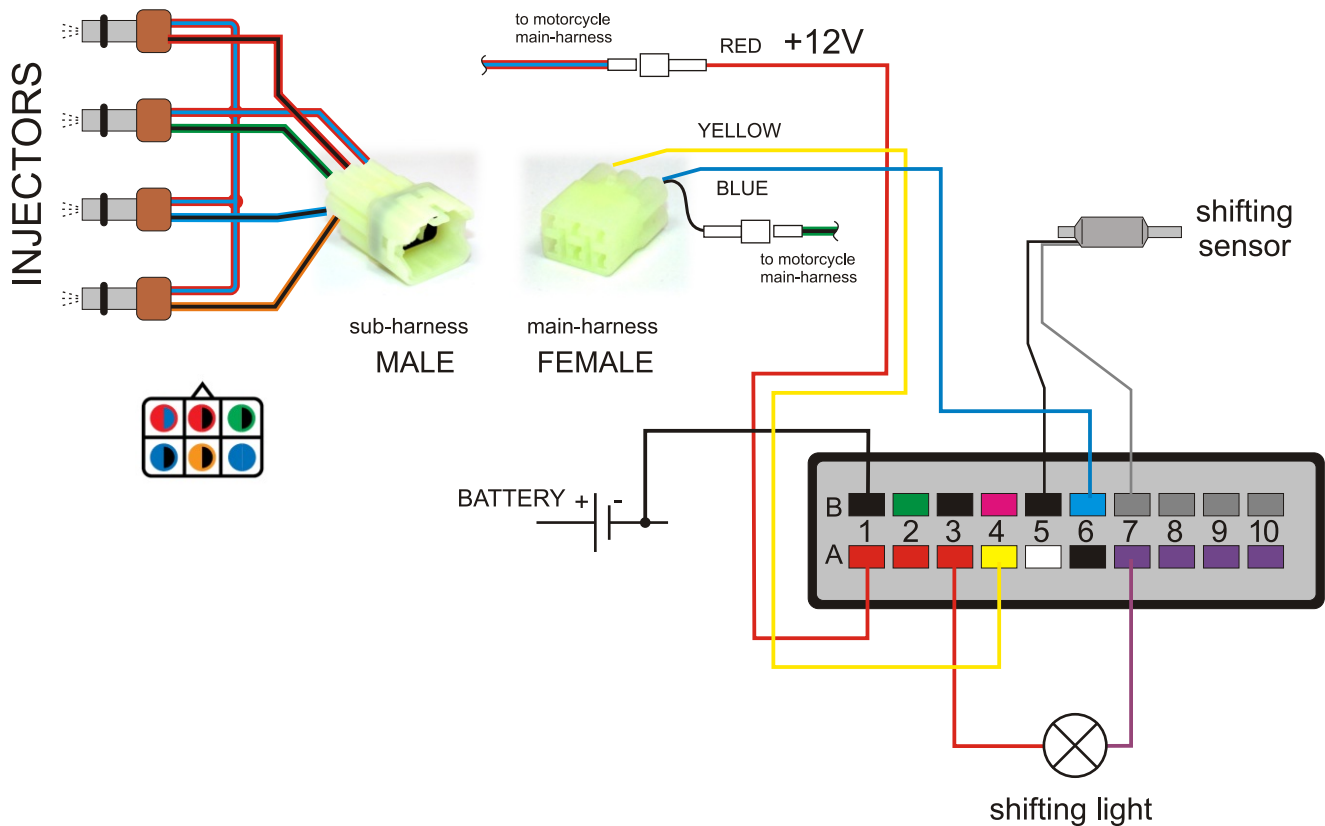 INJECTORS
to motorcycle
main-harness
RED +12V
YELLOW
BLUE
to motorcycle
main-harness
shifting
sensor
sub-harness
MALE
main-harness
FEMALE
BATTERY + -
B
1 2 3 4 5 6 7 8 9 10
A
shifting light